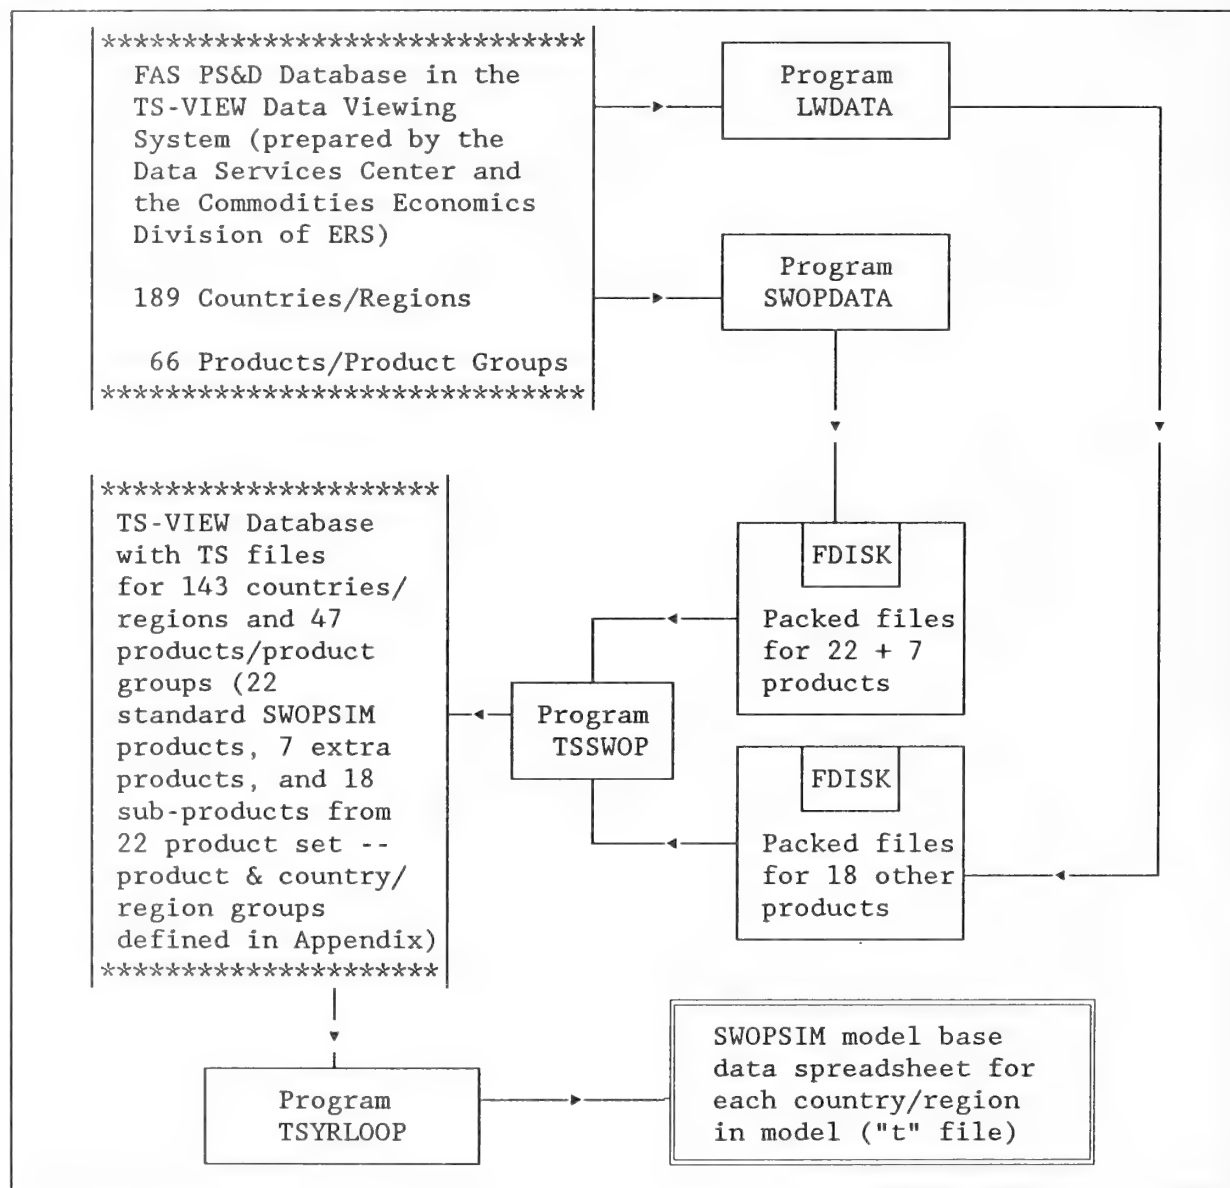 ******************************
FAS PS&D Database in the
TS-VIEW Data Viewing
System (prepared by the
Data Services Center and
the Commodities Economics
Division of ERS)
189 Countries/Regions
66 Products/Product Groups
******************************
Program
LWDATA
Program
SWOPDATA
*********************
TS-VIEW Database
with TS files
for 143 countries/
regions and 47
products/product
groups (22
standard SWOPSIM
products, 7 extra
products, and 18
sub-products from
22 product set --
product & country/
region groups
defined in Appendix)
*********************
FDISK
Packed files
for 22 + 7
products
Program
TSSWOP
FDISK
Packed files
for 18 other
products
Program
TSYRLOOP
SWOPSIM model base
data spreadsheet for
each country/region
in model ("t" file)